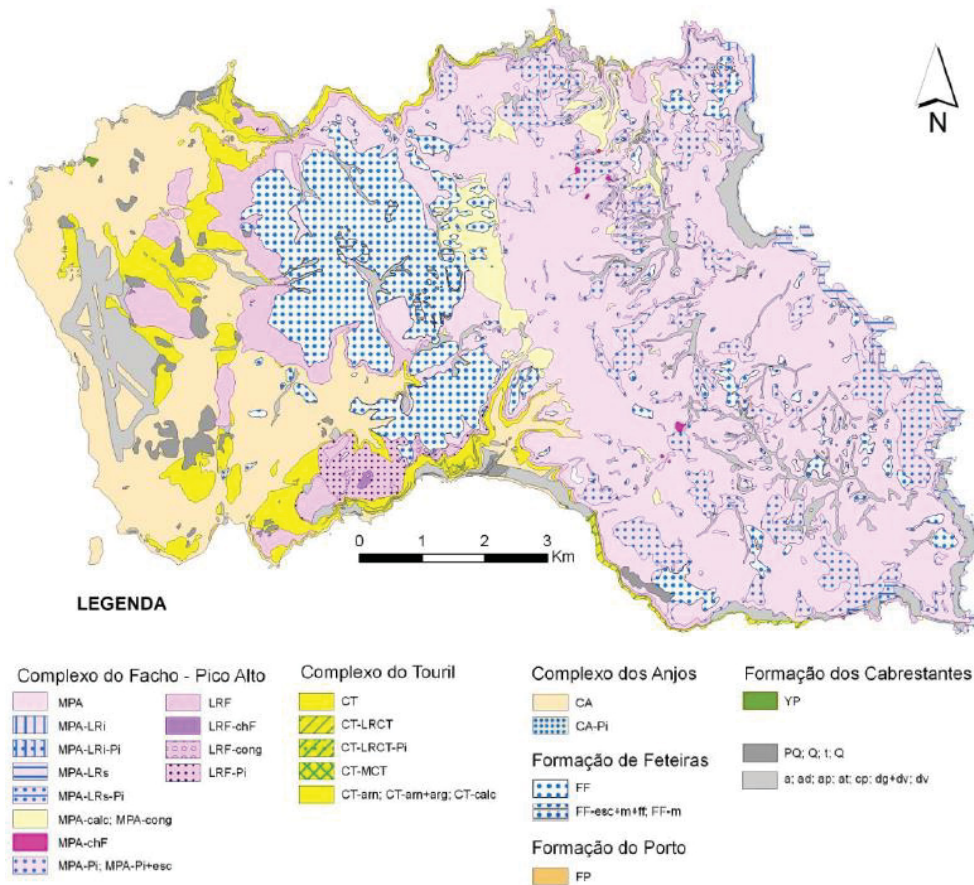 N
0 1 2 3
Km
LEGENDA
Complexo do Facho - Pico Alto
MPA
MPA-LRi
MPA-LRi-Pi
MPA-LRs
MPA-LRs-Pi
MPA-calc; MPA-cong
MPA-chF
MPA-Pi; MPA-Pi+esc
LRF
LRF-chF
LRF-cong
LRF-Pi
Complexo do Touril
CT
CT-LRCT
CT-LRCT-Pi
CT-MCT
CT-arn; CT-arn+arg; CT-calc
Complexo dos Anjos
CA
CA-Pi
Formação de Feteiras
FF
FF-esc+m+ff; FF-m
Formação do Porto
FP
Formação dos Cabrestantes
YP
PQ; Q; t; Q
a; ad; ap; at; cp; dg+dv; dv